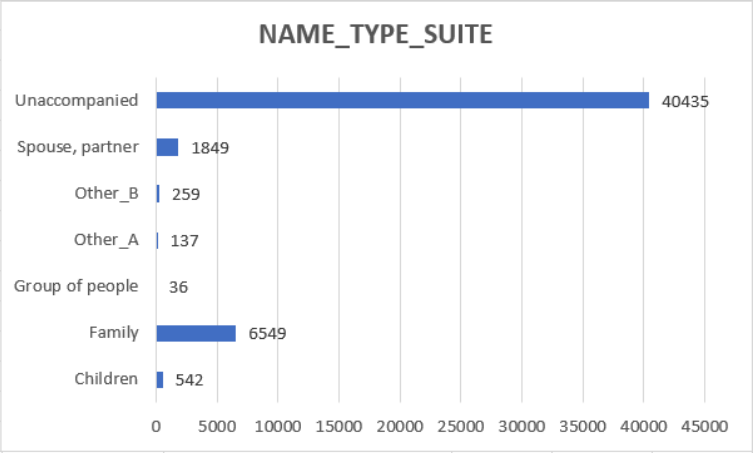 NAME_TYPE_SUITE
Unaccompanied 40435
Spouse, partner 1849
Other_B 259
Other_A 137
Group of people 36
Family 6549
Children 542
0 5000 10000 15000 20000 25000 30000 35000 40000 45000